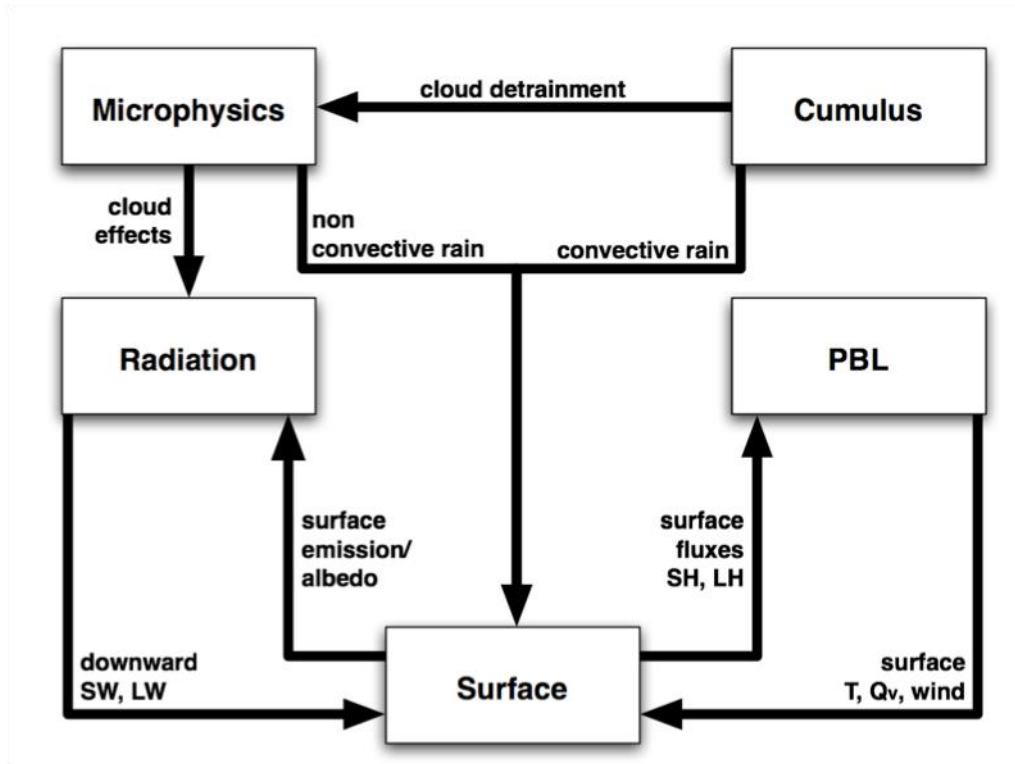 Microphysics
cloud detrainment
Cumulus
cloud
effects
non
convective rain
convective rain
Radiation
PBL
surface
emission/
albedo
surface
fluxes
SH, LH
downward
SW, LW
Surface
surface
T, Qv, wind